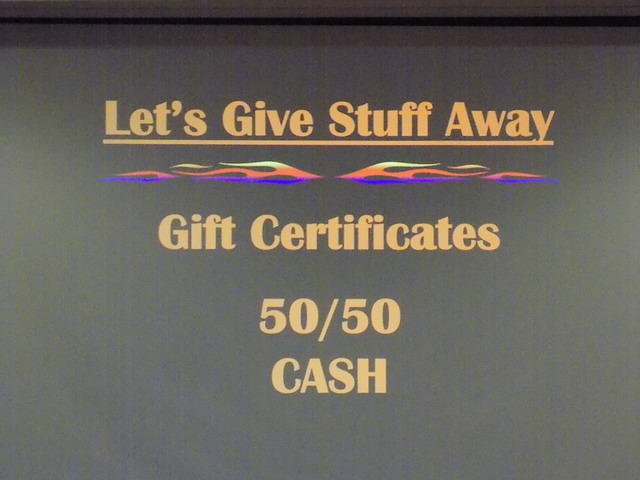 Let's Give Stuff Away
Gift Certificates
50/50
CASH